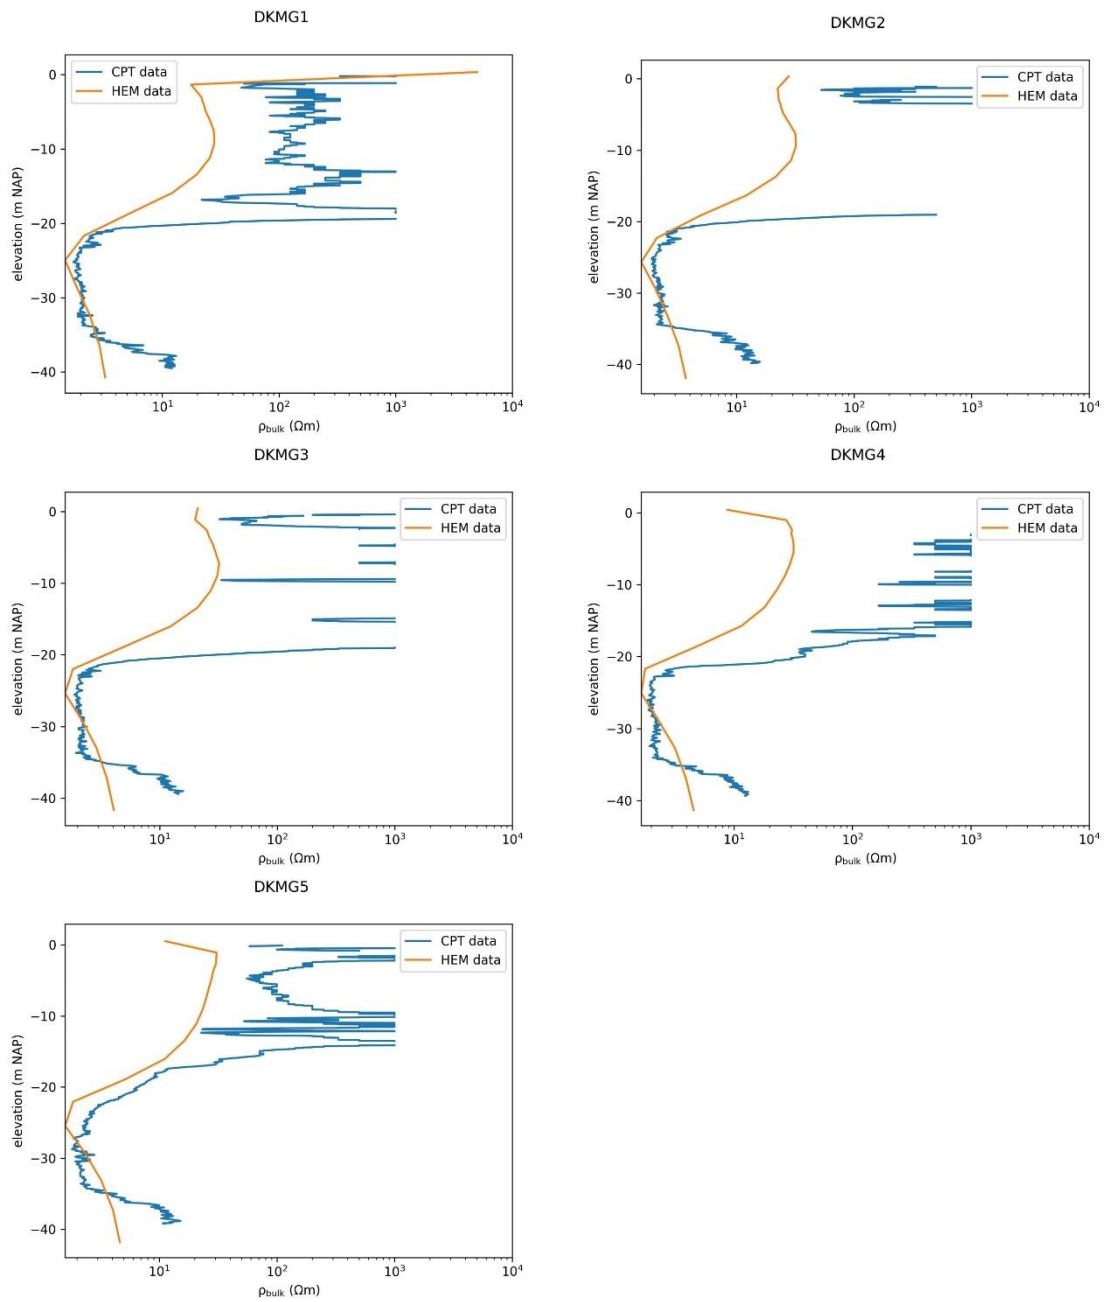 DKMG1
CPT data
HEM data
0
−10
−20
−30
−40
elevation (m NAP)
10¹ 10² 10³ 10⁴
ρbulk (Ωm)
DKMG2
CPT data
HEM data
0
−10
−20
−30
−40
elevation (m NAP)
10¹ 10² 10³ 10⁴
ρbulk (Ωm)
DKMG3
CPT data
HEM data
0
−10
−20
−30
−40
elevation (m NAP)
10¹ 10² 10³ 10⁴
ρbulk (Ωm)
DKMG4
CPT data
HEM data
0
−10
−20
−30
−40
elevation (m NAP)
10¹ 10² 10³ 10⁴
ρbulk (Ωm)
DKMG5
CPT data
HEM data
0
−10
−20
−30
−40
elevation (m NAP)
10¹ 10² 10³ 10⁴
ρbulk (Ωm)